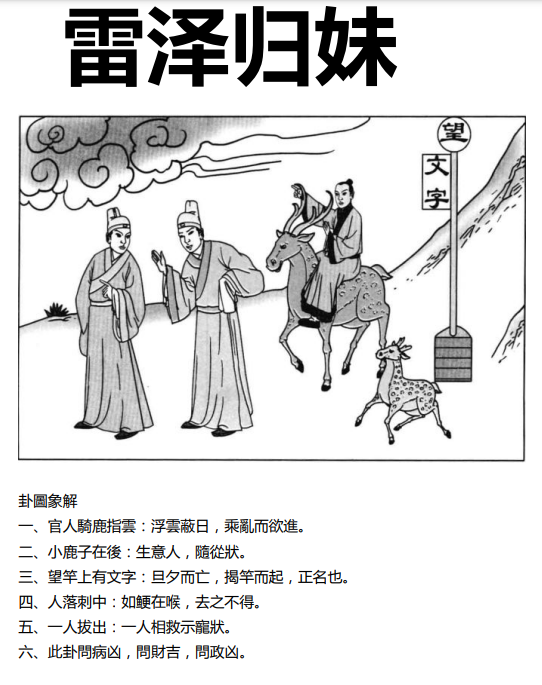 雷泽归妹
望
文
字
卦圖象解
一、官人騎鹿指雲：浮雲蔽日，乘亂而欲進。
二、小鹿子在後：生意人，隨從狀。
三、望竿上有文字：旦夕而亡，揭竿而起，正名也。
四、人落刺中：如鯁在喉，去之不得。
五、一人拔出：一人相救示寵狀。
六、此卦問病凶，問財吉，問政凶。